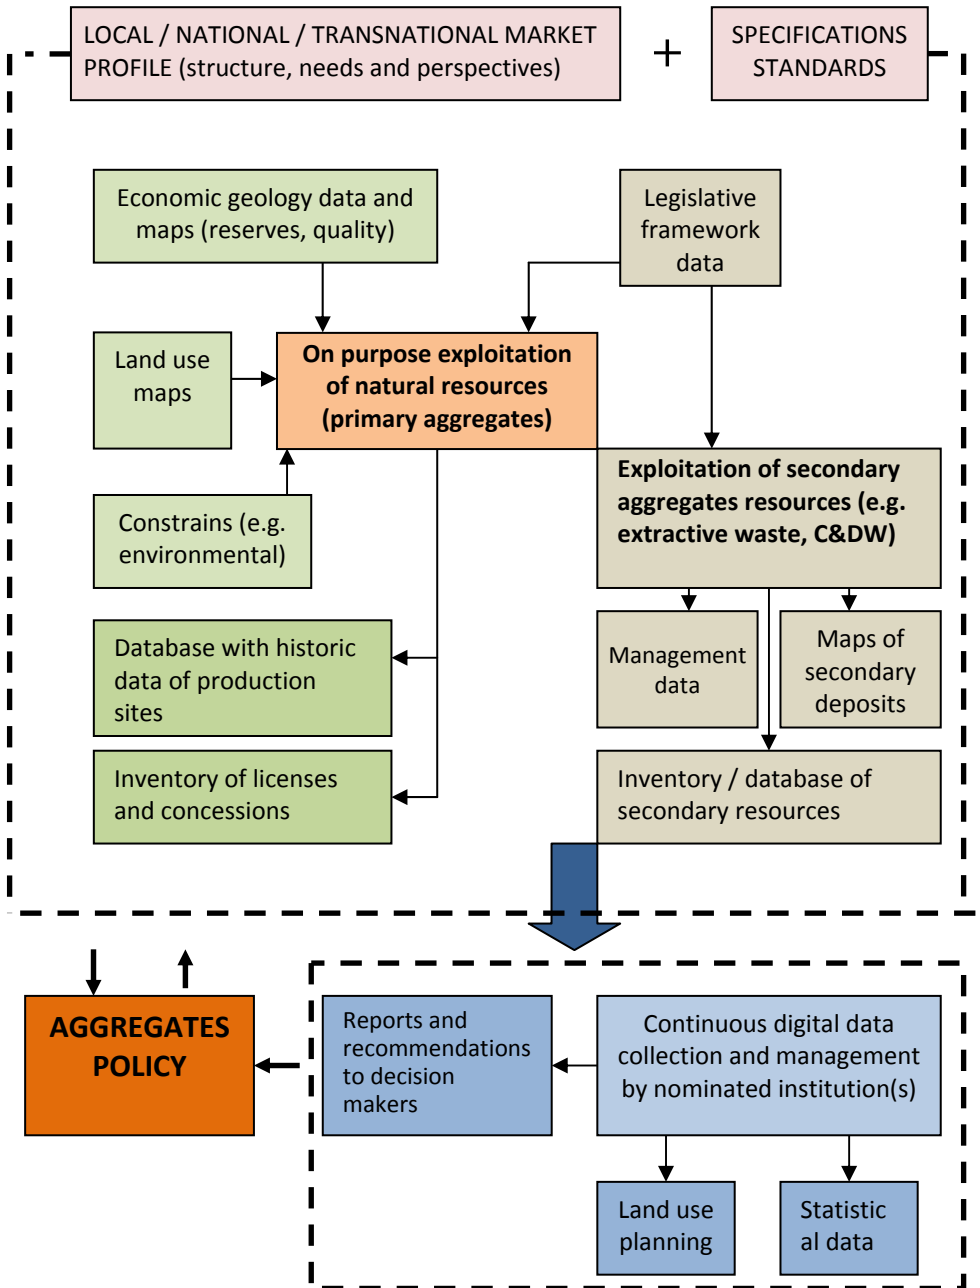 LOCAL / NATIONAL / TRANSNATIONAL MARKET
PROFILE (structure, needs and perspectives)
+
SPECIFICATIONS
STANDARDS
Economic geology data and
maps (reserves, quality)
Legislative
framework
data
Land use
maps
On purpose exploitation
of natural resources
(primary aggregates)
Exploitation of secondary
aggregates resources (e.g.
extractive waste, C&DW)
Constrains (e.g.
environmental)
Database with historic
data of production
sites
Management
data
Maps of
secondary
deposits
Inventory of licenses
and concessions
Inventory / database of
secondary resources
AGGREGATES
POLICY
Reports and
recommendations
to decision
makers
Continuous digital data
collection and management
by nominated institution(s)
Land use
planning
Statistic
al data